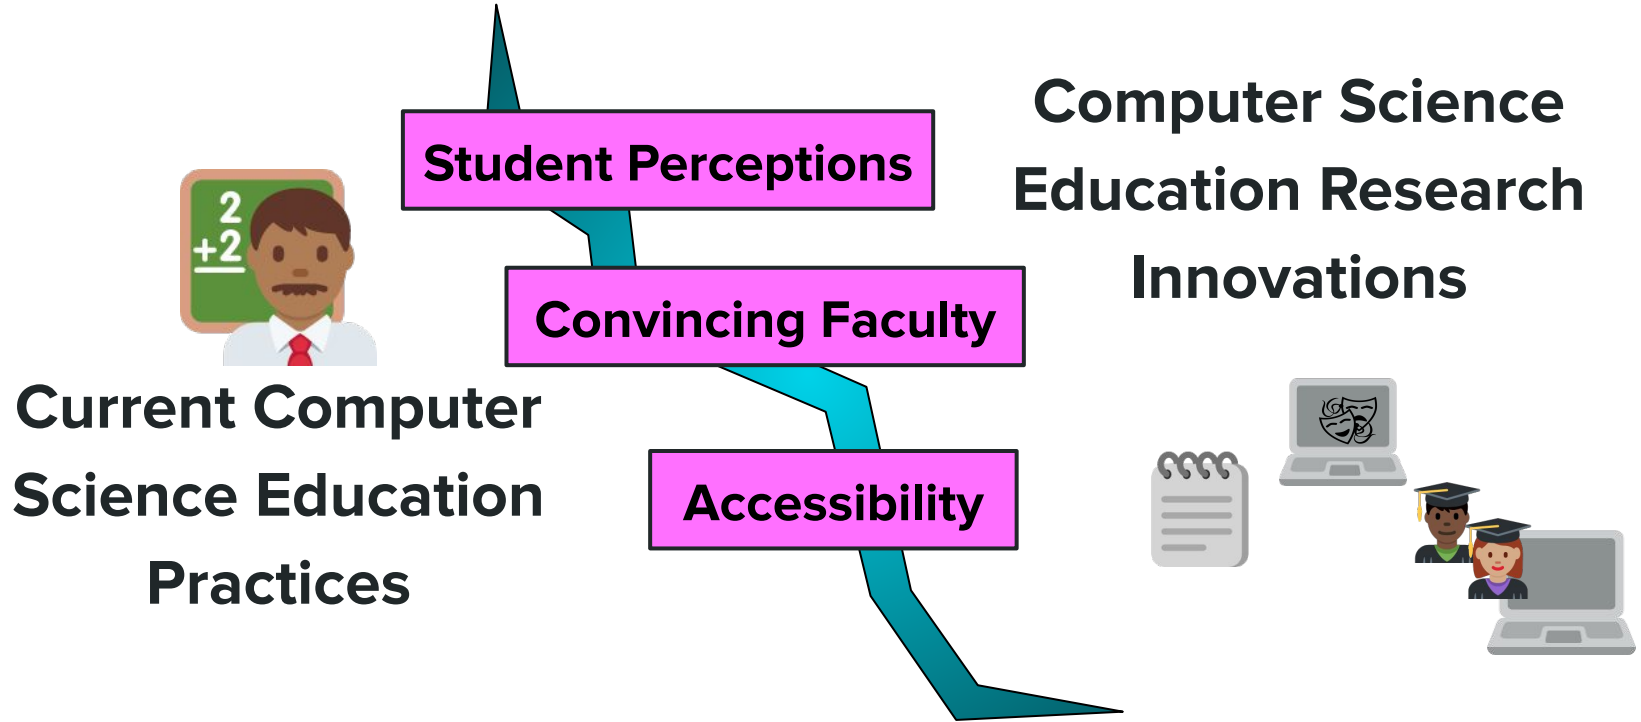 2
+2
Current Computer
Science Education
Practices
Student Perceptions
Convincing Faculty
Accessibility
Computer Science
Education Research
Innovations